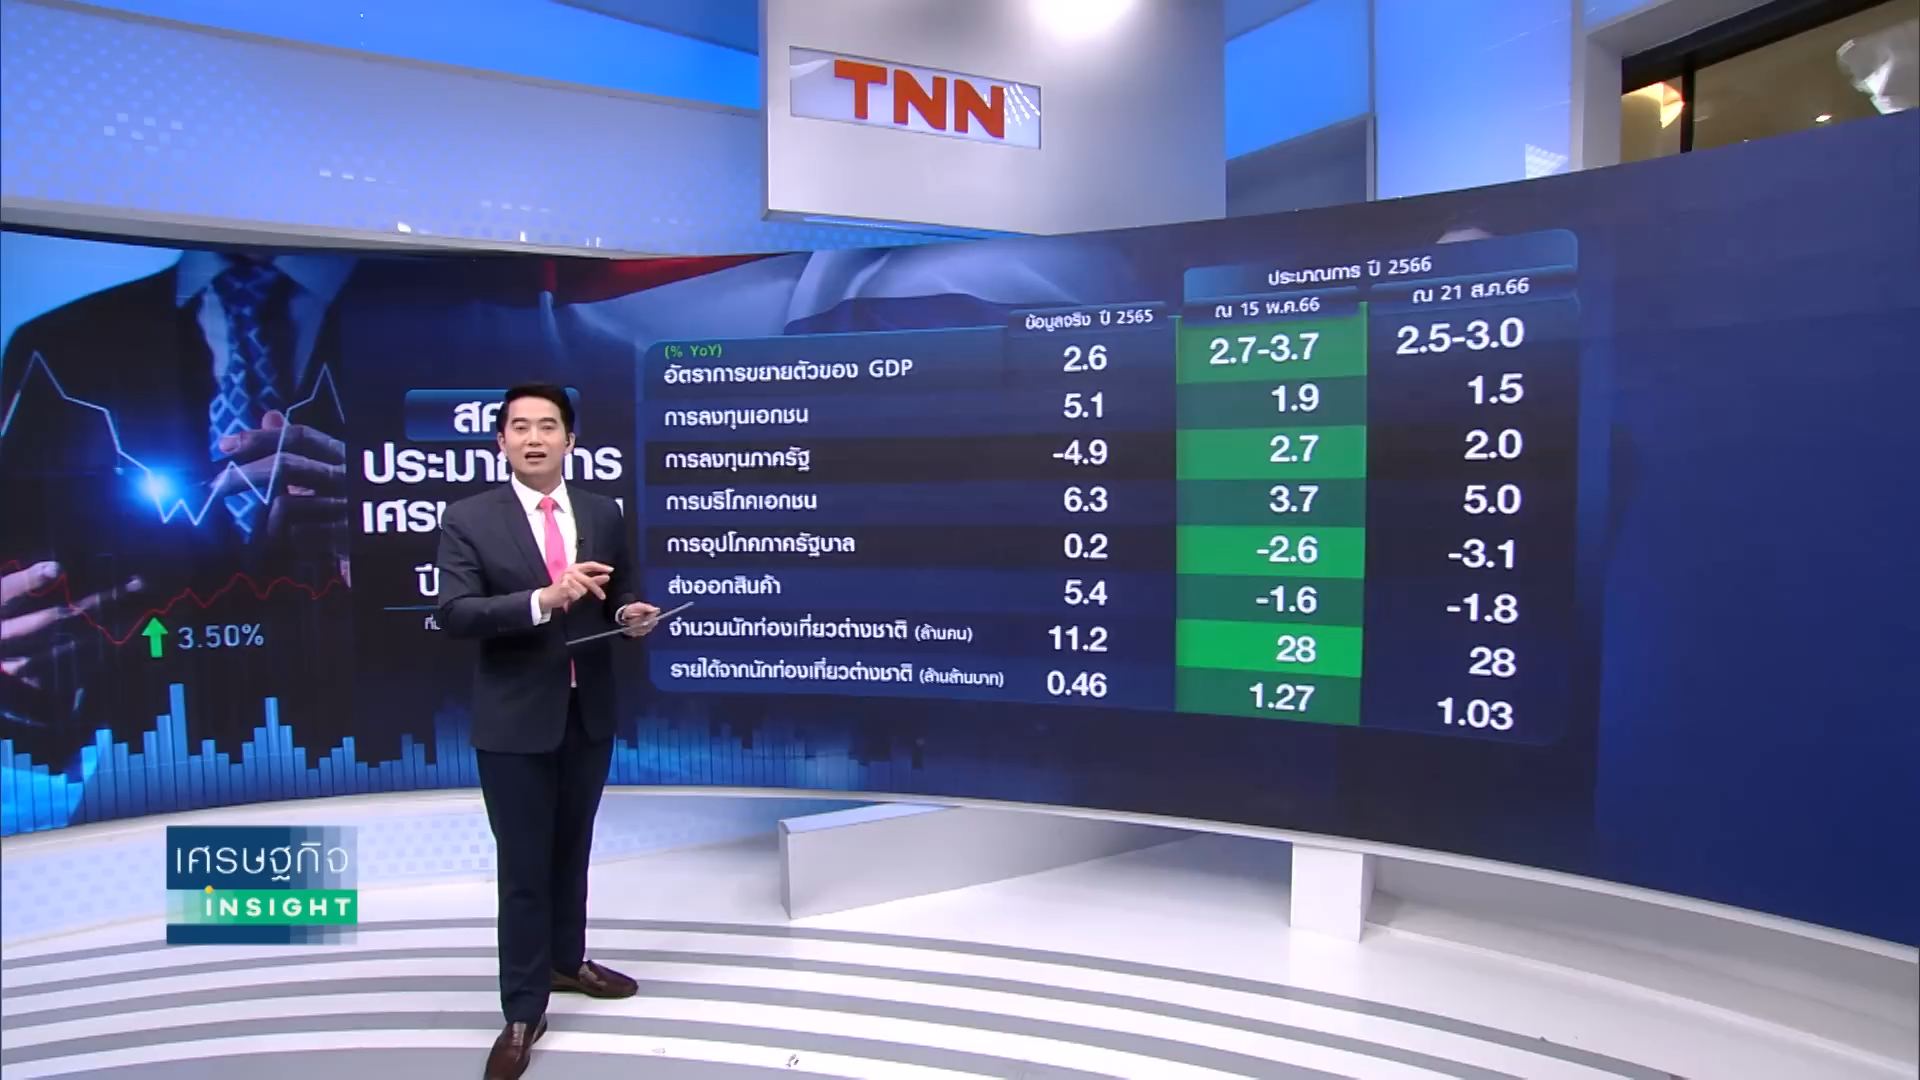 TNN
ประมาณการ ปี 2566
ข้อมูลจริง ปี 2565 ณ 15 พ.ค.66 ณ 21 ส.ค.66
(% YoY)
อัตราการขยายตัวของ GDP 2.6 2.7-3.7 2.5-3.0
การลงทุนเอกชน 5.1 1.9 1.5
การลงทุนภาครัฐ -4.9 2.7 2.0
การบริโภคเอกชน 6.3 3.7 5.0
การอุปโภคภาครัฐบาล 0.2 -2.6 -3.1
ส่งออกสินค้า 5.4 -1.6 -1.8
จำนวนนักท่องเที่ยวต่างชาติ (ล้านคน) 11.2 28 28
รายได้จากนักท่องเที่ยวต่างชาติ (ล้านล้านบาท) 0.46 1.27 1.03
ปี
3.50%
เศรษฐกิจ
INSIGHT